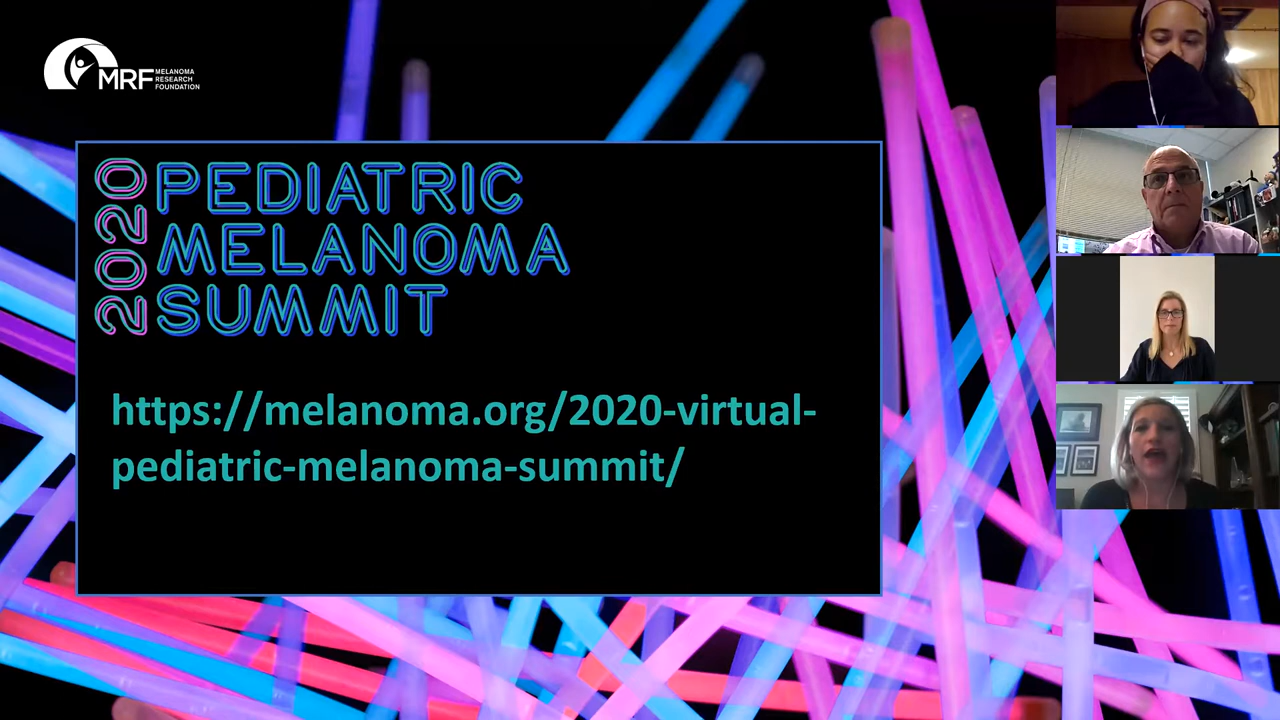 MRF MELANOMA
RESEARCH
FOUNDATION
2020
PEDIATRIC
MELANOMA
SUMMIT
https://melanoma.org/2020-virtual-
pediatric-melanoma-summit/